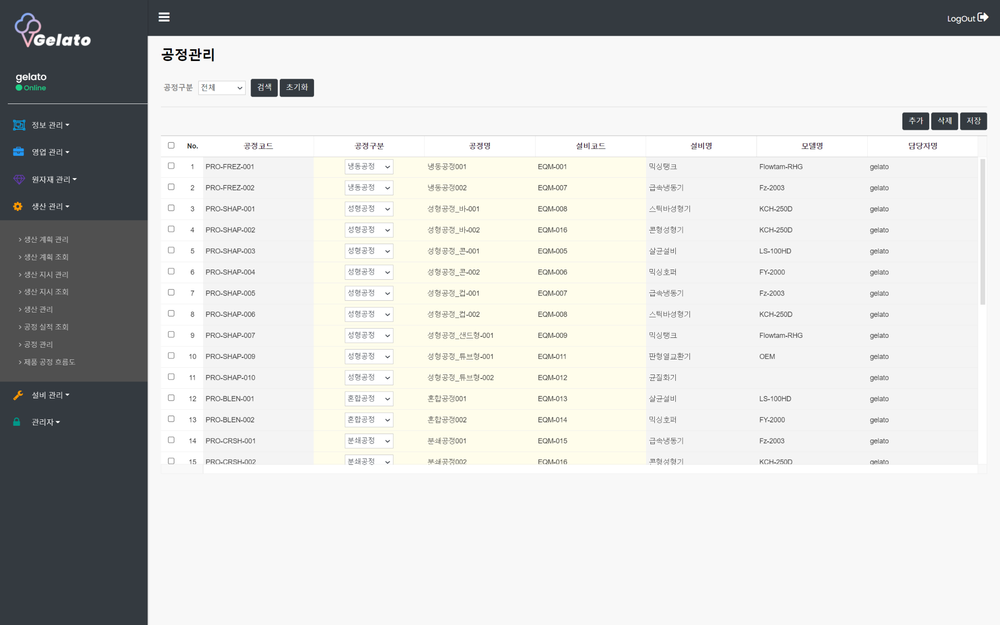 Gelato
LogOut
gelato
Online
정보 관리
영업 관리
원자재 관리
생산 관리
> 생산 계획 관리
> 생산 계획 조회
> 생산 지시 관리
> 생산 지시 조회
> 생산 관리
> 공정 실적 조회
> 공정 관리
> 제품 공정 흐름도
설비 관리
관리자
공정관리
공정구분 전체 검색 초기화
추가 삭제 저장
No. 공정코드 공정구분 공정명 설비코드 설비명 모델명 담당자명
1 PRO-FREZ-001 냉동공정 냉동공정001 EQM-001 믹싱탱크 Flowtam-RHG gelato
2 PRO-FREZ-002 냉동공정 냉동공정002 EQM-007 급속냉동기 Fz-2003 gelato
3 PRO-SHAP-001 성형공정 성형공정_바-001 EQM-008 스틱바성형기 KCH-250D gelato
4 PRO-SHAP-002 성형공정 성형공정_바-002 EQM-016 콘형성형기 KCH-250D gelato
5 PRO-SHAP-003 성형공정 성형공정_콘-001 EQM-005 살균설비 LS-100HD gelato
6 PRO-SHAP-004 성형공정 성형공정_콘-002 EQM-006 믹싱호퍼 FY-2000 gelato
7 PRO-SHAP-005 성형공정 성형공정_컵-001 EQM-007 급속냉동기 Fz-2003 gelato
8 PRO-SHAP-006 성형공정 성형공정_컵-002 EQM-008 스틱바성형기 KCH-250D gelato
9 PRO-SHAP-007 성형공정 성형공정_샌드형-001 EQM-009 믹싱탱크 Flowtam-RHG gelato
10 PRO-SHAP-009 성형공정 성형공정_튜브형-001 EQM-011 판형열교환기 OEM gelato
11 PRO-SHAP-010 성형공정 성형공정_튜브형-002 EQM-012 균질화기 gelato
12 PRO-BLEN-001 혼합공정 혼합공정001 EQM-013 살균설비 LS-100HD gelato
13 PRO-BLEN-002 혼합공정 혼합공정002 EQM-014 믹싱호퍼 FY-2000 gelato
14 PRO-CRSH-001 분쇄공정 분쇄공정001 EQM-015 급속냉동기 Fz-2003 gelato
15 PRO-CRSH-002 분쇄공정 분쇄공정002 EQM-016 콘형성형기 KCH-250D gelato